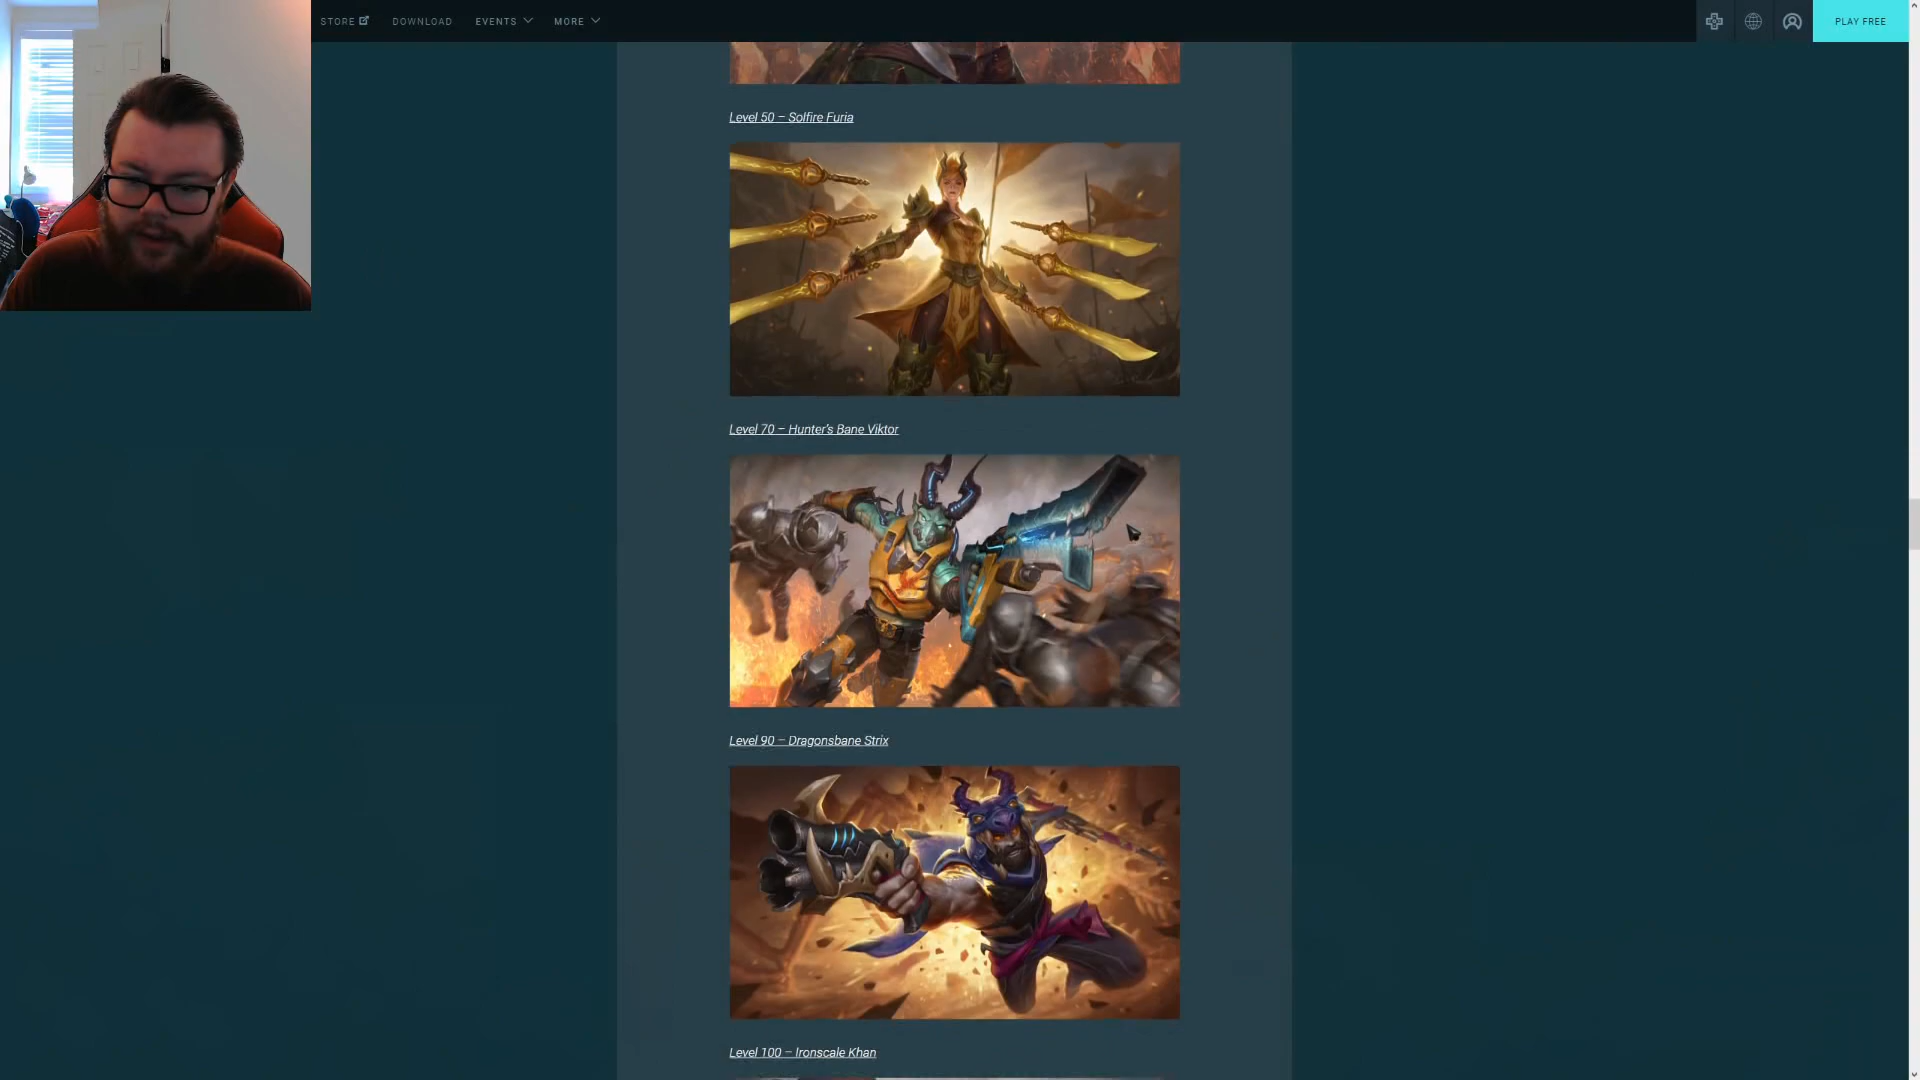 STORE
DOWNLOAD
EVENTS
MORE
PLAY FREE
Level 50 – Solfire Furia
Level 70 – Hunter's Bane Viktor
Level 90 – Dragonsbane Strix
Level 100 – Ironscale Khan